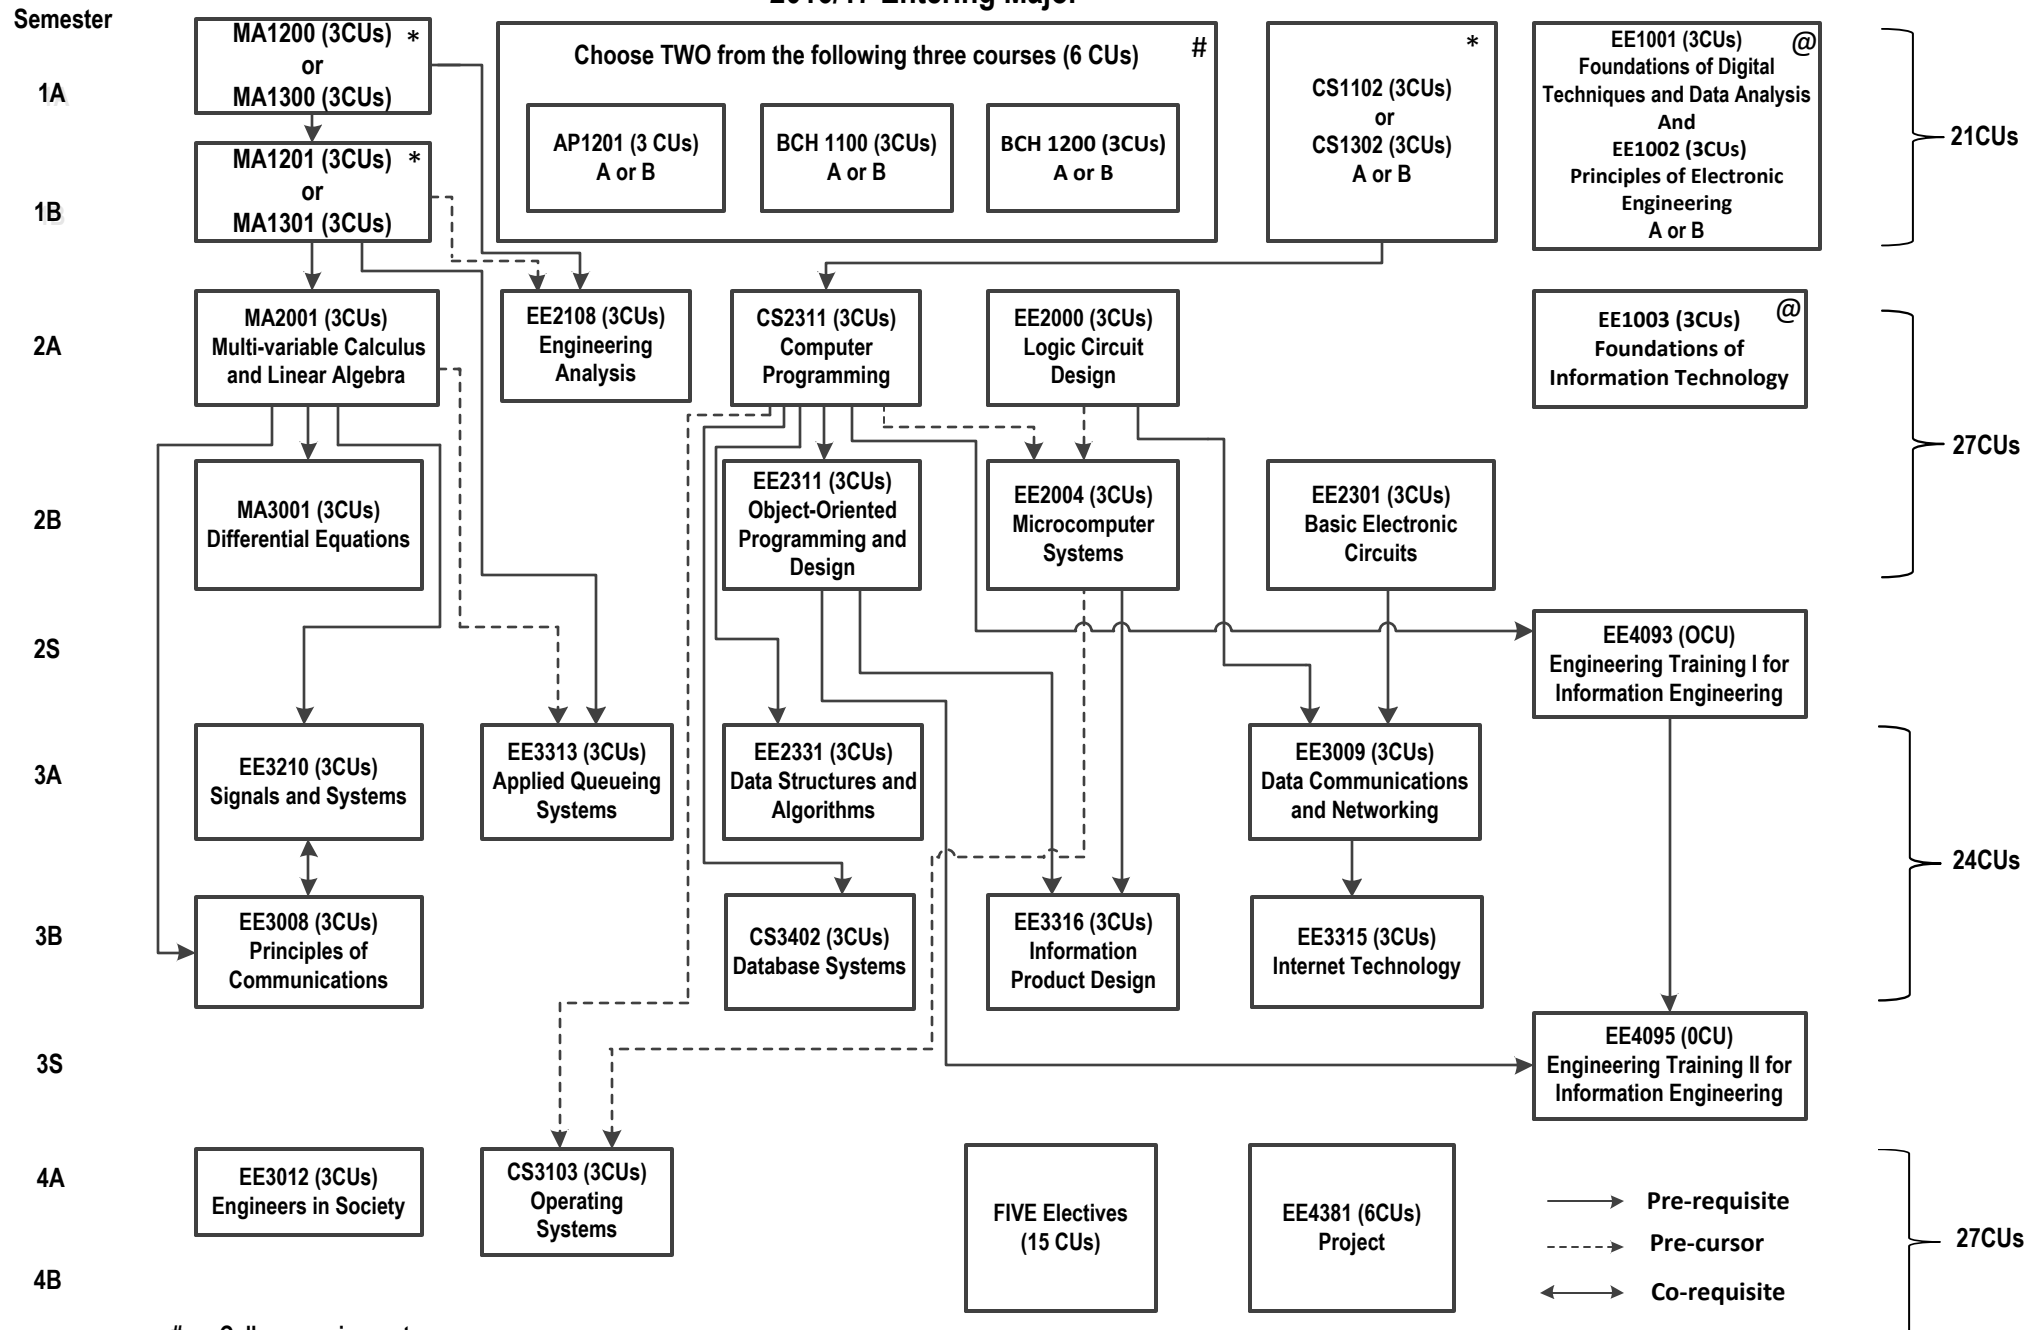 2016/17 Entering Major
Semester
1A
1B
2A
2B
2S
3A
3B
3S
4A
4B
MA1200 (3CUs) *
or
MA1300 (3CUs)
MA1201 (3CUs) *
or
MA1301 (3CUs)
Choose TWO from the following three courses (6 CUs) #
AP1201 (3 CUs)
A or B
BCH 1100 (3CUs)
A or B
BCH 1200 (3CUs)
A or B
*
CS1102 (3CUs)
or
CS1302 (3CUs)
A or B
EE1001 (3CUs) @
Foundations of Digital
Techniques and Data Analysis
And
EE1002 (3CUs)
Principles of Electronic
Engineering
A or B
21CUs
MA2001 (3CUs)
Multi-variable Calculus
and Linear Algebra
EE2108 (3CUs)
Engineering
Analysis
CS2311 (3CUs)
Computer
Programming
EE2000 (3CUs)
Logic Circuit
Design
EE1003 (3CUs) @
Foundations of
Information Technology
27CUs
MA3001 (3CUs)
Differential Equations
EE2311 (3CUs)
Object-Oriented
Programming and
Design
EE2004 (3CUs)
Microcomputer
Systems
EE2301 (3CUs)
Basic Electronic
Circuits
EE4093 (OCU)
Engineering Training I for
Information Engineering
EE3210 (3CUs)
Signals and Systems
EE3313 (3CUs)
Applied Queueing
Systems
EE2331 (3CUs)
Data Structures and
Algorithms
EE3009 (3CUs)
Data Communications
and Networking
24CUs
EE3008 (3CUs)
Principles of
Communications
CS3402 (3CUs)
Database Systems
EE3316 (3CUs)
Information
Product Design
EE3315 (3CUs)
Internet Technology
EE4095 (0CU)
Engineering Training II for
Information Engineering
EE3012 (3CUs)
Engineers in Society
CS3103 (3CUs)
Operating
Systems
FIVE Electives
(15 CUs)
EE4381 (6CUs)
Project
Pre-requisite
Pre-cursor
Co-requisite
27CUs